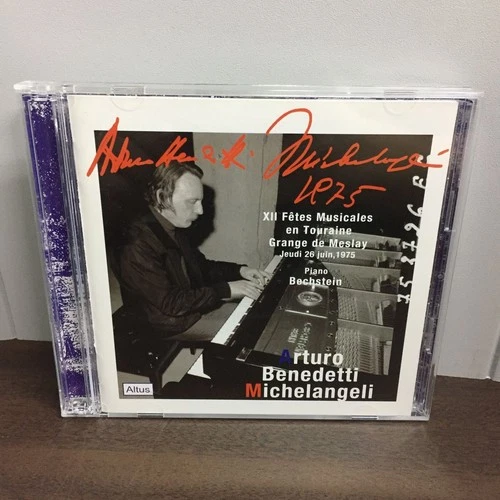 1975
XII Fêtes Musicales
en Touraine
Grange de Meslay
Jeudi 26 juin,1975
Piano
Bechstein
Arturo
Benedetti
Michelangeli
Altus